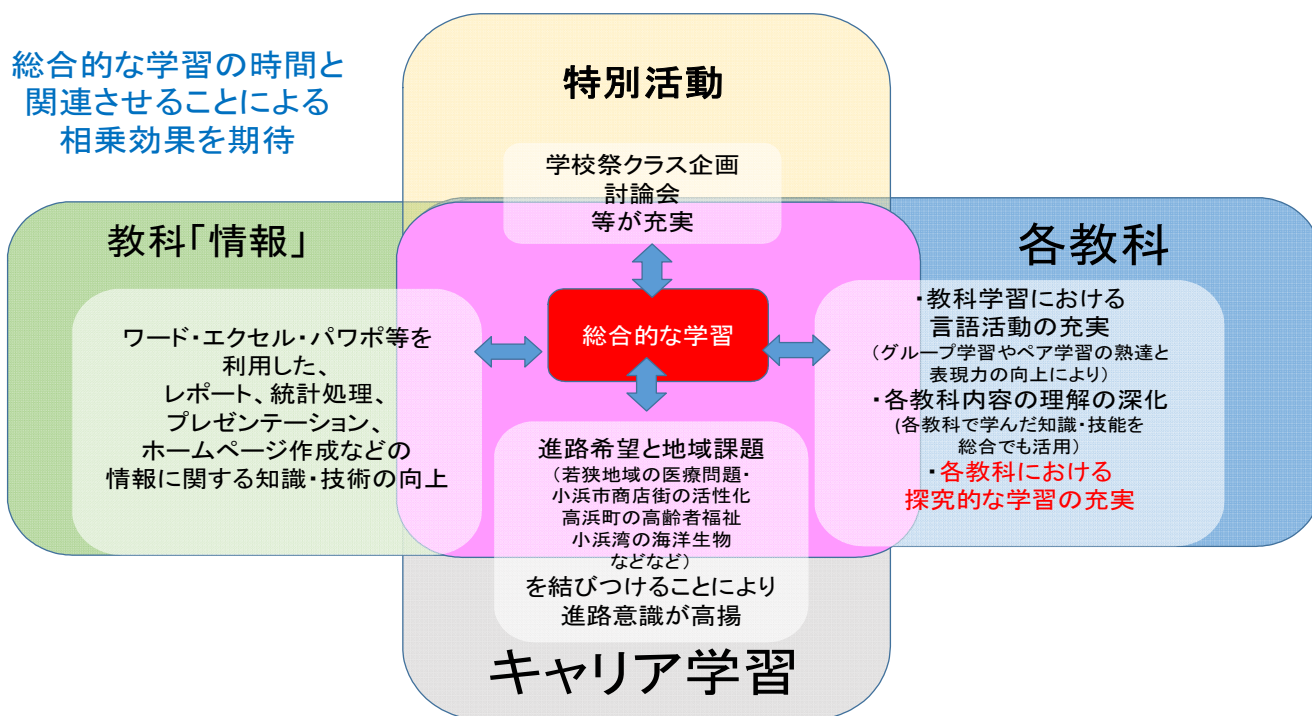 総合的な学習の時間と
関連させることによる
相乗効果を期待
特別活動
学校祭クラス企画
討論会
等が充実
教科「情報」
ワード・エクセル・パワポ等を
利用した、
レポート、統計処理、
プレゼンテーション、
ホームページ作成などの
情報に関する知識・技術の向上
総合的な学習
各教科
・教科学習における
言語活動の充実
（グループ学習やペア学習の熟達と
表現力の向上により）
・各教科内容の理解の深化
(各教科で学んだ知識・技能を
総合でも活用）
・各教科における
探究的な学習の充実
進路希望と地域課題
（若狭地域の医療問題・
小浜市商店街の活性化
高浜町の高齢者福祉
小浜湾の海洋生物
などなど）
を結びつけることにより
進路意識が高揚
キャリア学習